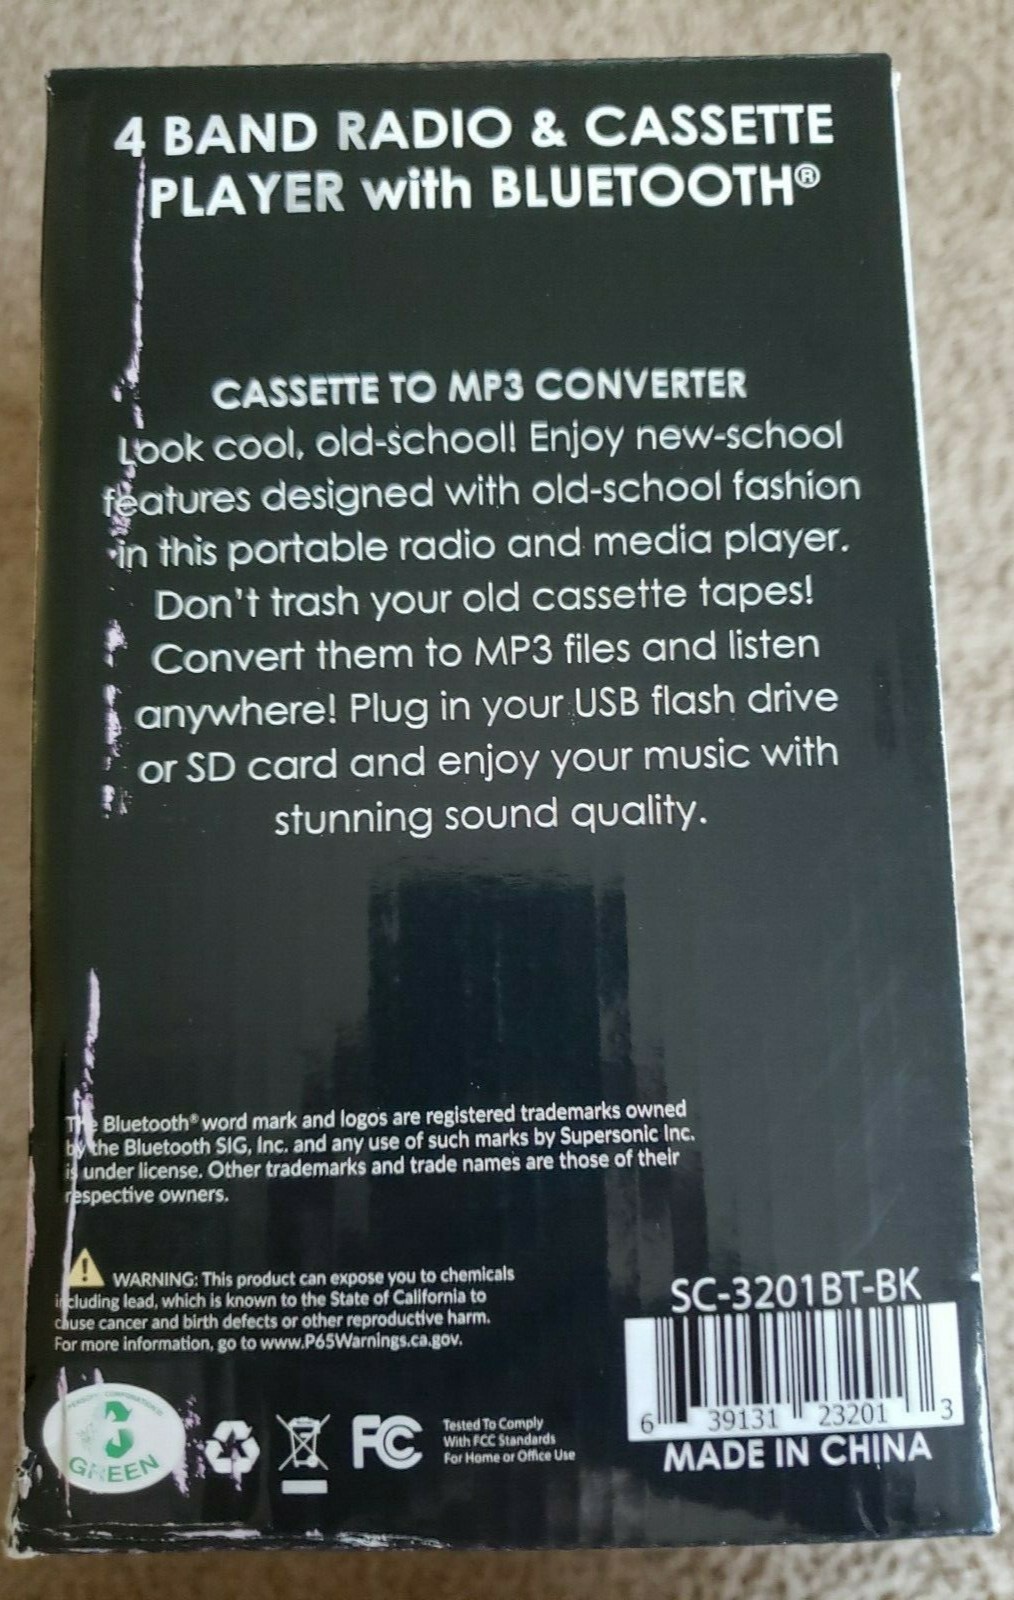 4 BAND RADIO & CASSETTE
PLAYER with BLUETOOTH®
CASSETTE TO MP3 CONVERTER
Look cool, old-school! Enjoy new-school
features designed with old-school fashion
in this portable radio and media player.
Don't trash your old cassette tapes!
Convert them to MP3 files and listen
anywhere! Plug in your USB flash drive
or SD card and enjoy your music with
stunning sound quality.
The Bluetooth® word mark and logos are registered trademarks owned
by the Bluetooth SIG, Inc. and any use of such marks by Supersonic Inc.
is under license. Other trademarks and trade names are those of their
respective owners.
WARNING: This product can expose you to chemicals
including lead, which is known to the State of California to
cause cancer and birth defects or other reproductive harm.
For more information, go to www.P65Warnings.ca.gov.
GREEN
FC
Tested To Comply
With FCC Standards
For Home or Office Use
SC-3201BT-BK
6 39131 23201 3
MADE IN CHINA